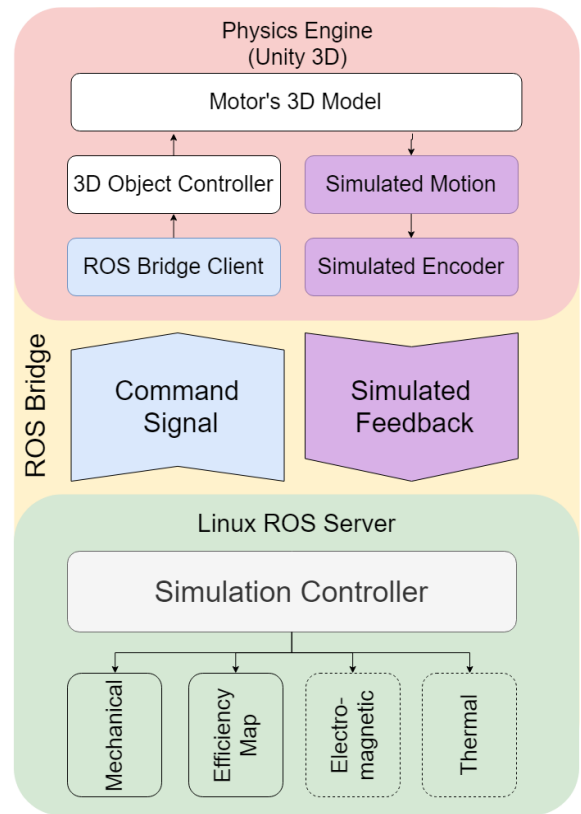 Physics Engine
(Unity 3D)
Motor's 3D Model
3D Object Controller
Simulated Motion
ROS Bridge Client
Simulated Encoder
ROS Bridge
Command
Signal
Simulated
Feedback
Linux ROS Server
Simulation Controller
Mechanical
Efficiency
Map
Electro-
magnetic
Thermal